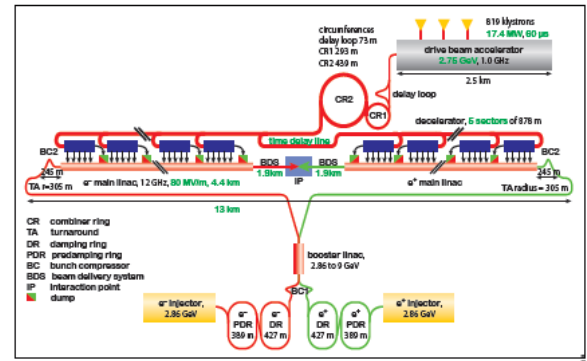 circumferences
delay loop 73 m
CR1 293 m
CR2 439 m
819 klystrons
17.4 MW, 60 µs
drive beam accelerator
2.75 GeV, 1.0 GHz
2.5 km
CR2
CR1
delay loop
decelerator, 5 sectors of 878 m
time delay line
BC2
BC2
BDS
1.9km
IP
BDS
1.9km
245 m
245 m
TA r=305 m
e⁻ main linac, 12 GHz, 80 MV/m, 4.4 km
e⁺ main linac
TA radius = 305 m
13 km
CR combiner ring
TA turnaround
DR damping ring
PDR predamping ring
BC bunch compressor
BDS beam delivery system
IP interaction point
dump
booster linac,
2.86 to 9 GeV
BC1
e⁻ injector,
2.86 GeV
e⁻
PDR
389 m
e⁻
DR
427 m
e⁺
DR
427 m
e⁺
PDR
389 m
e⁺ injector,
2.86 GeV